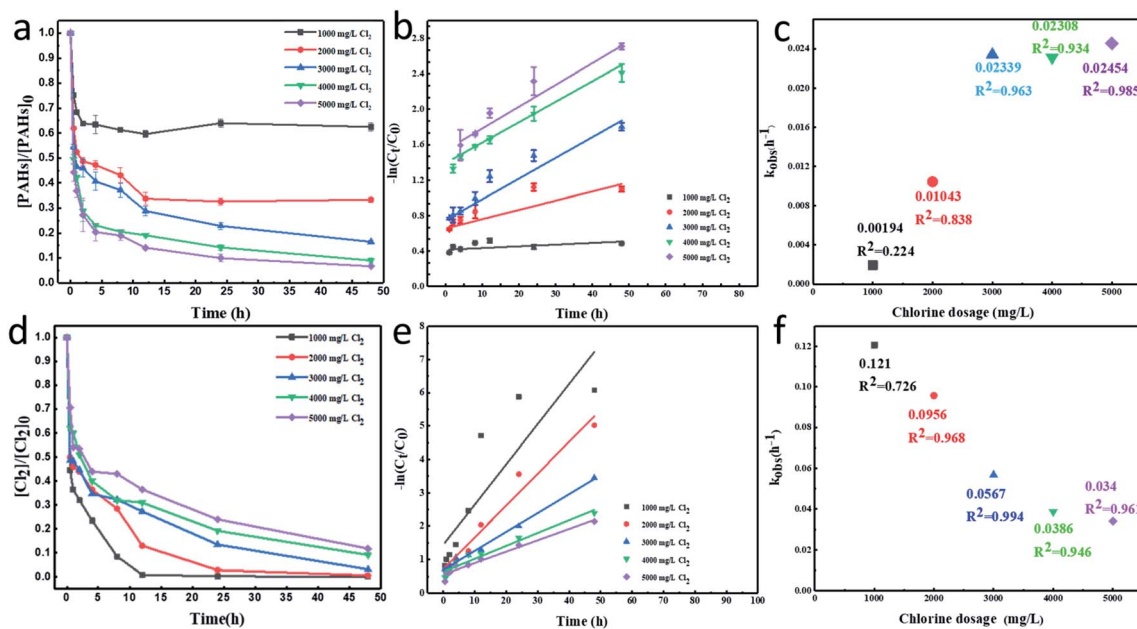 a
1.0
0.9
0.8
0.7
0.6
0.5
0.4
0.3
0.2
0.1
0.0
[PAHs]/[PAHs]0
0 5 10 15 20 25 30 35 40 45 50
Time (h)
1000 mg/L Cl2
2000 mg/L Cl2
3000 mg/L Cl2
4000 mg/L Cl2
5000 mg/L Cl2
b
2.8
2.4
2.0
1.6
1.2
0.8
0.4
0.0
-ln(Ct/C0)
0 10 20 30 40 50 60 70 80
Time (h)
1000 mg/L Cl2
2000 mg/L Cl2
3000 mg/L Cl2
4000 mg/L Cl2
5000 mg/L Cl2
c
0.024
0.020
0.016
0.012
0.008
0.004
0.000
kobs(h-1)
0.00194
R2=0.224
0.01043
R2=0.838
0.02339
R2=0.963
0.02308
R2=0.934
0.02454
R2=0.985
1000 2000 3000 4000 5000
Chlorine dosage (mg/L)
d
1.0
0.9
0.8
0.7
0.6
0.5
0.4
0.3
0.2
0.1
0.0
[Cl2]/[Cl2]0
0 5 10 15 20 25 30 35 40 45 50
Time(h)
1000 mg/L Cl2
2000 mg/L Cl2
3000 mg/L Cl2
4000 mg/L Cl2
5000 mg/L Cl2
e
8
7
6
5
4
3
2
1
0
-ln(Ct/C0)
0 10 20 30 40 50 60 70 80 90 100
Time (h)
1000 mg/L Cl2
2000 mg/L Cl2
3000 mg/L Cl2
4000 mg/L Cl2
5000 mg/L Cl2
f
0.12
0.10
0.08
0.06
0.04
0.02
0.00
kobs(h-1)
0.121
R2=0.726
0.0956
R2=0.968
0.0567
R2=0.994
0.0386
R2=0.946
0.034
1000 2000 3000 4000 5000
Chlorine dosage (mg/L)